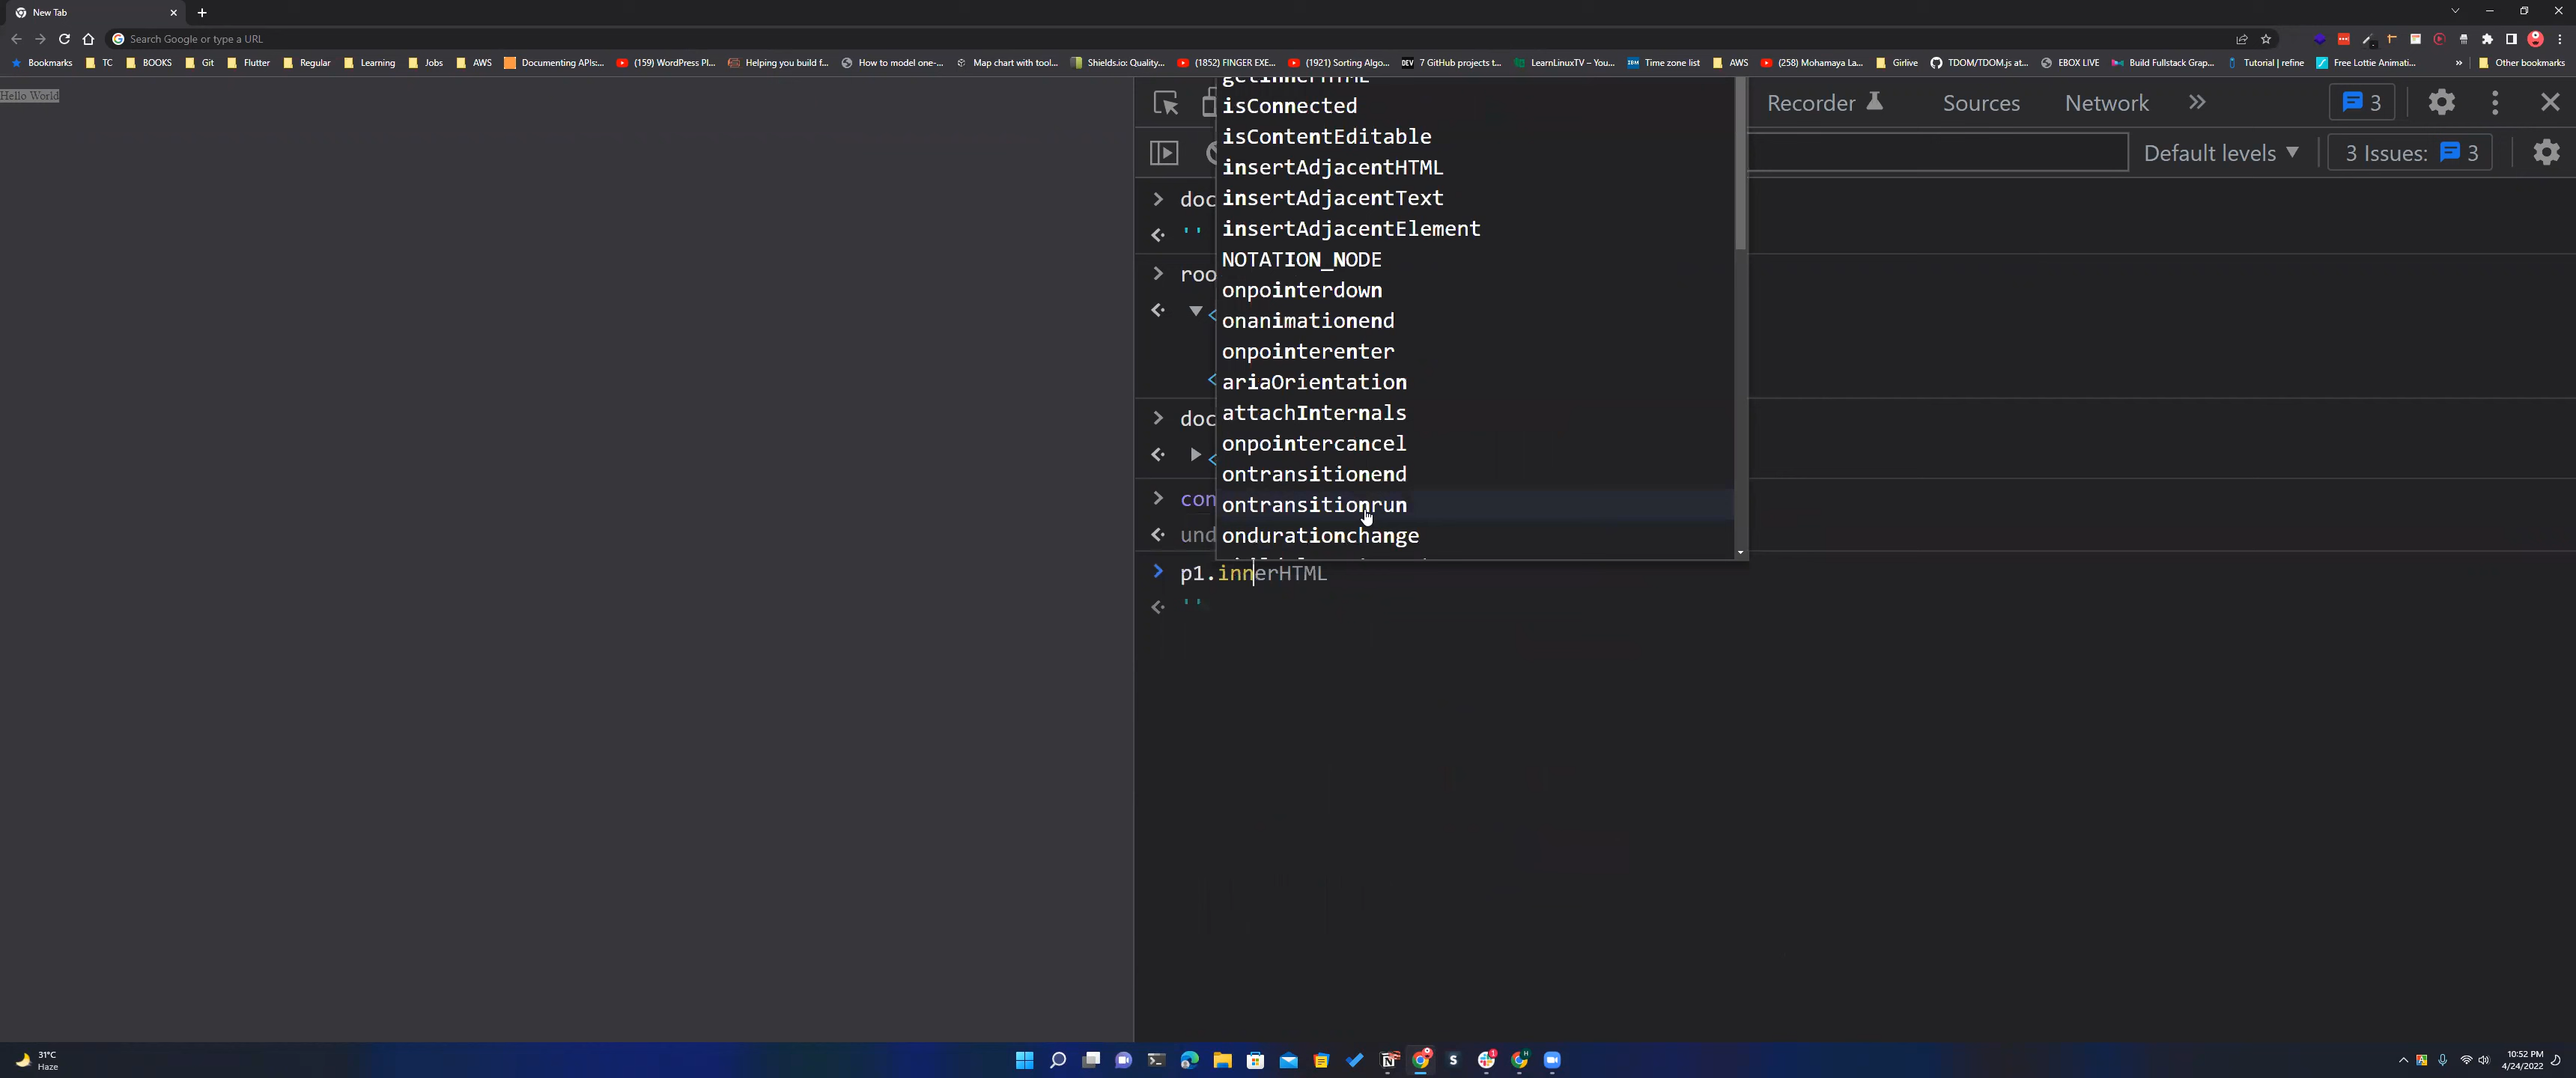 New Tab
Search Google or type a URL
Bookmarks TC BOOKS Git Flutter Regular Learning Jobs AWS Documenting APIs:... (159) WordPress Pl... Helping you build f... How to model one-... Map chart with tool... Shields.io: Quality... (1852) FINGER EXE... (1921) Sorting Algo... DEV 7 GitHub projects t... LearnLinuxTV – You... IBM Time zone list AWS (258) Mohamaya La... Girlive TDOM/TDOM.js at... EBOX LIVE Build Fullstack Grap... Tutorial | refine Free Lottie Animati... » Other bookmarks
Hello World
getInnerHTML
isConnected
isContentEditable
insertAdjacentHTML
insertAdjacentText
insertAdjacentElement
NOTATION_NODE
onpointerdown
onanimationend
onpointerenter
ariaOrientation
attachInternals
onpointercancel
ontransitionend
ontransitionrun
ondurationchange
Recorder Sources Network » 3
Default levels 3 Issues: 3
> doc
''
> roo
<
<
> doc
<
> con
und
> p1.innerHTML
''
31°C
Haze
10:52 PM
4/24/2022